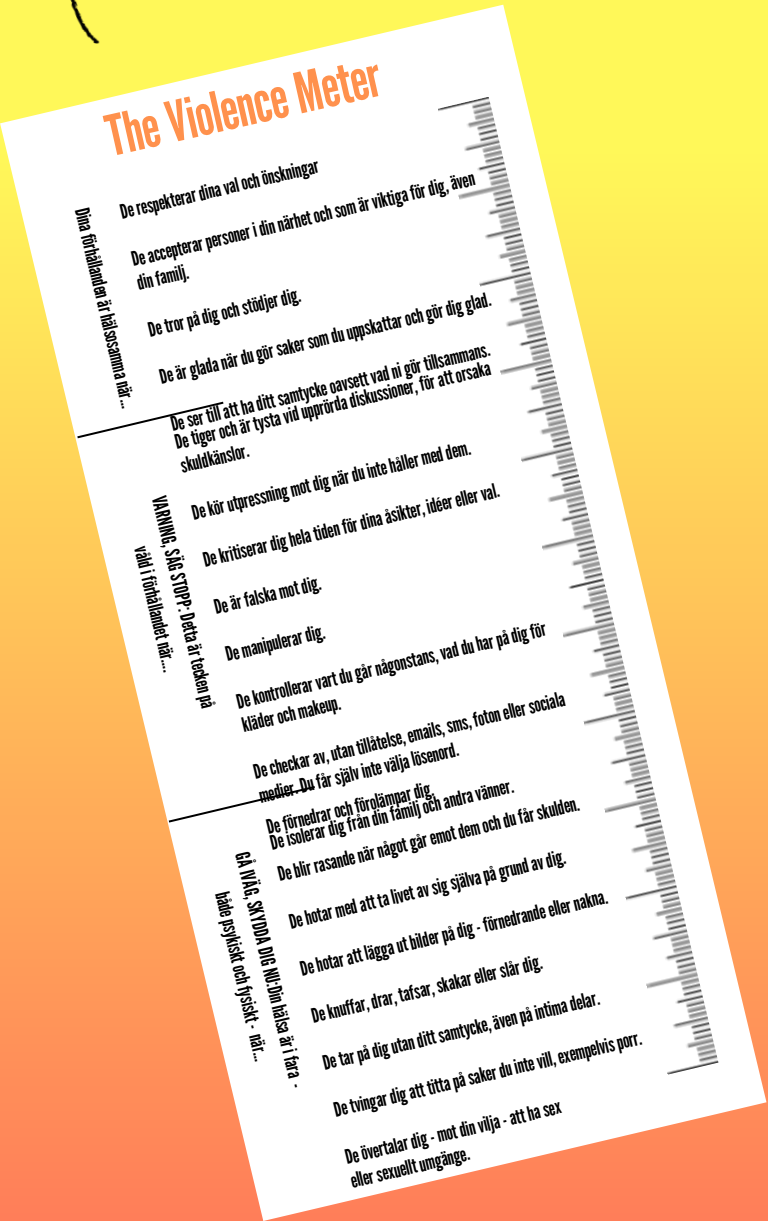 The Violence Meter
Dina förhållanden är hälsosamma när...
De respekterar dina val och önskningar
De accepterar personer i din närhet och som är viktiga för dig, även
din familj.
De tror på dig och stödjer dig.
De är glada när du gör saker som du uppskattar och gör dig glad.
De ser till att ha ditt samtycke oavsett vad ni gör tillsammans.
VARNING, SÄG STOPP: Detta är tecken på
våld i förhållandet när....
De tiger och är tysta vid upprörda diskussioner, för att orsaka
skuldkänslor.
De kör utpressning mot dig när du inte håller med dem.
De kritiserar dig hela tiden för dina åsikter, idéer eller val.
De är falska mot dig.
De manipulerar dig.
De kontrollerar vart du går någonstans, vad du har på dig för
kläder och makeup.
De checkar av, utan tillåtelse, emails, sms, foton eller sociala
medier. Du får själv inte välja lösenord.
De förnedrar och förolämpar dig.
De isolerar dig från din familj och andra vänner.
GÅ IVÄG, SKYDDA DIG NU:Din hälsa är i fara -
både psykiskt och fysiskt - när...
De blir rasande när något går emot dem och du får skulden.
De hotar med att ta livet av sig själva på grund av dig.
De hotar att lägga ut bilder på dig - förnedrande eller nakna.
De knuffar, drar, tafsar, skakar eller slår dig.
De tar på dig utan ditt samtycke, även på intima delar.
De tvingar dig att titta på saker du inte vill, exempelvis porr.
De övertalar dig - mot din vilja - att ha sex
eller sexuellt umgänge.